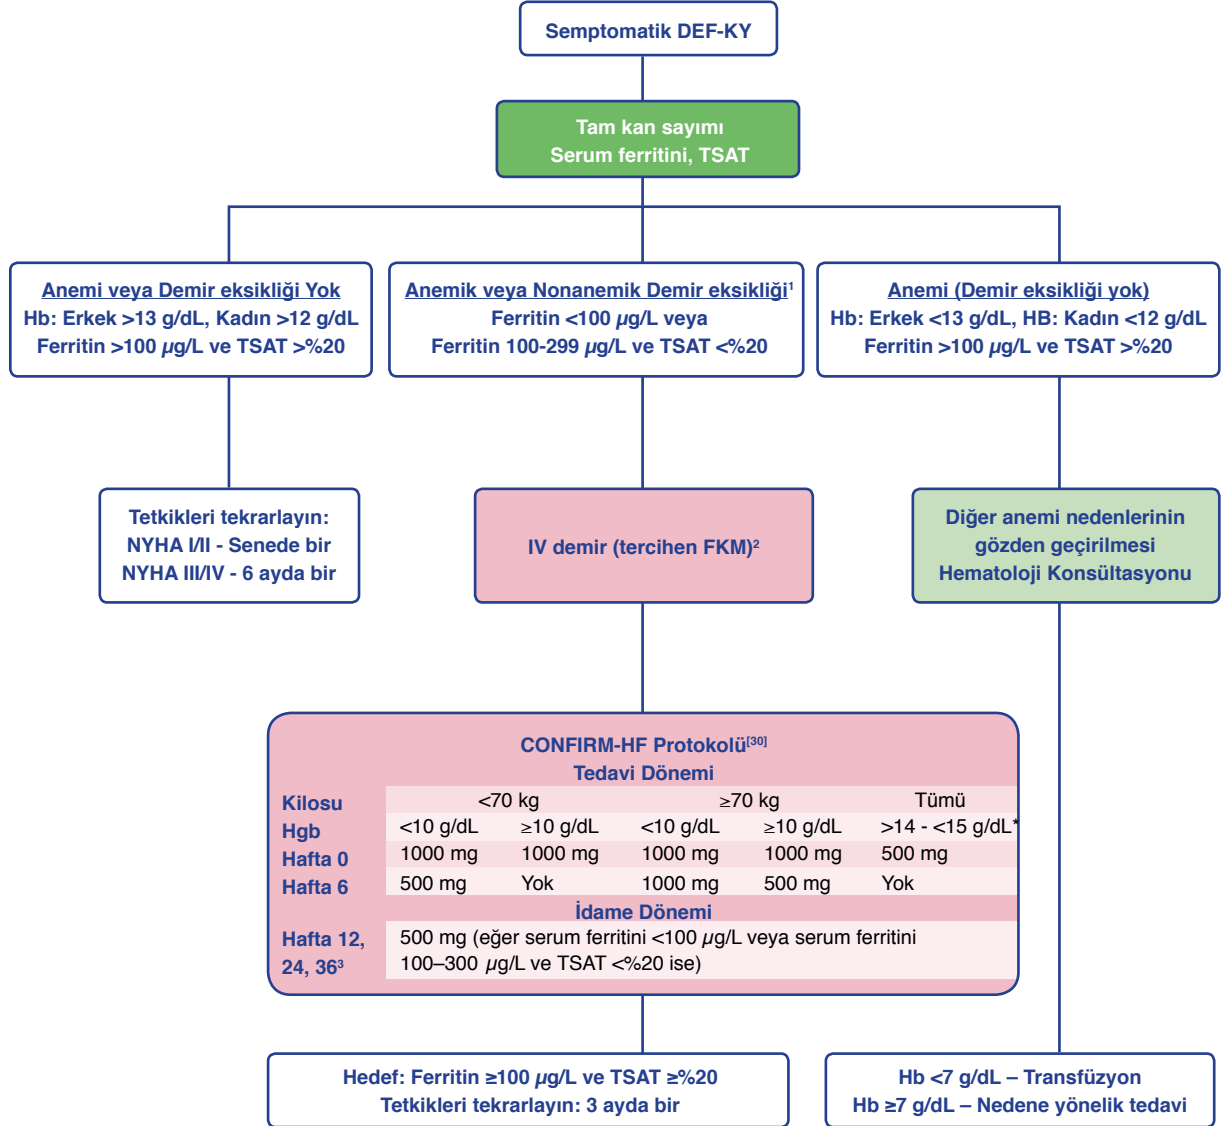 Semptomatik DEF-KY
Tam kan sayımı
Serum ferritini, TSAT
Anemi veya Demir eksikliği Yok
Hb: Erkek >13 g/dL, Kadın >12 g/dL
Ferritin >100 µg/L ve TSAT >%20
Anemik veya Nonanemik Demir eksikliği¹
Ferritin <100 µg/L veya
Ferritin 100-299 µg/L ve TSAT <%20
Anemi (Demir eksikliği yok)
Hb: Erkek <13 g/dL, HB: Kadın <12 g/dL
Ferritin >100 µg/L ve TSAT >%20
Tetkikleri tekrarlayın:
NYHA I/II - Senede bir
NYHA III/IV - 6 ayda bir
IV demir (tercihen FKM)²
Diğer anemi nedenlerinin
gözden geçirilmesi
Hematoloji Konsültasyonu
CONFIRM-HF Protokolü[30]
Tedavi Dönemi
Kilosu <70 kg ≥70 kg Tümü
Hgb <10 g/dL ≥10 g/dL <10 g/dL ≥10 g/dL >14 - <15 g/dL*
Hafta 0 1000 mg 1000 mg 1000 mg 1000 mg 500 mg
Hafta 6 500 mg Yok 1000 mg 500 mg Yok
İdame Dönemi
Hafta 12, 500 mg (eğer serum ferritini <100 µg/L veya serum ferritini
24, 36³ 100–300 µg/L ve TSAT <%20 ise)
Hedef: Ferritin ≥100 µg/L ve TSAT ≥%20
Tetkikleri tekrarlayın: 3 ayda bir
Hb <7 g/dL – Transfüzyon
Hb ≥7 g/dL – Nedene yönelik tedavi